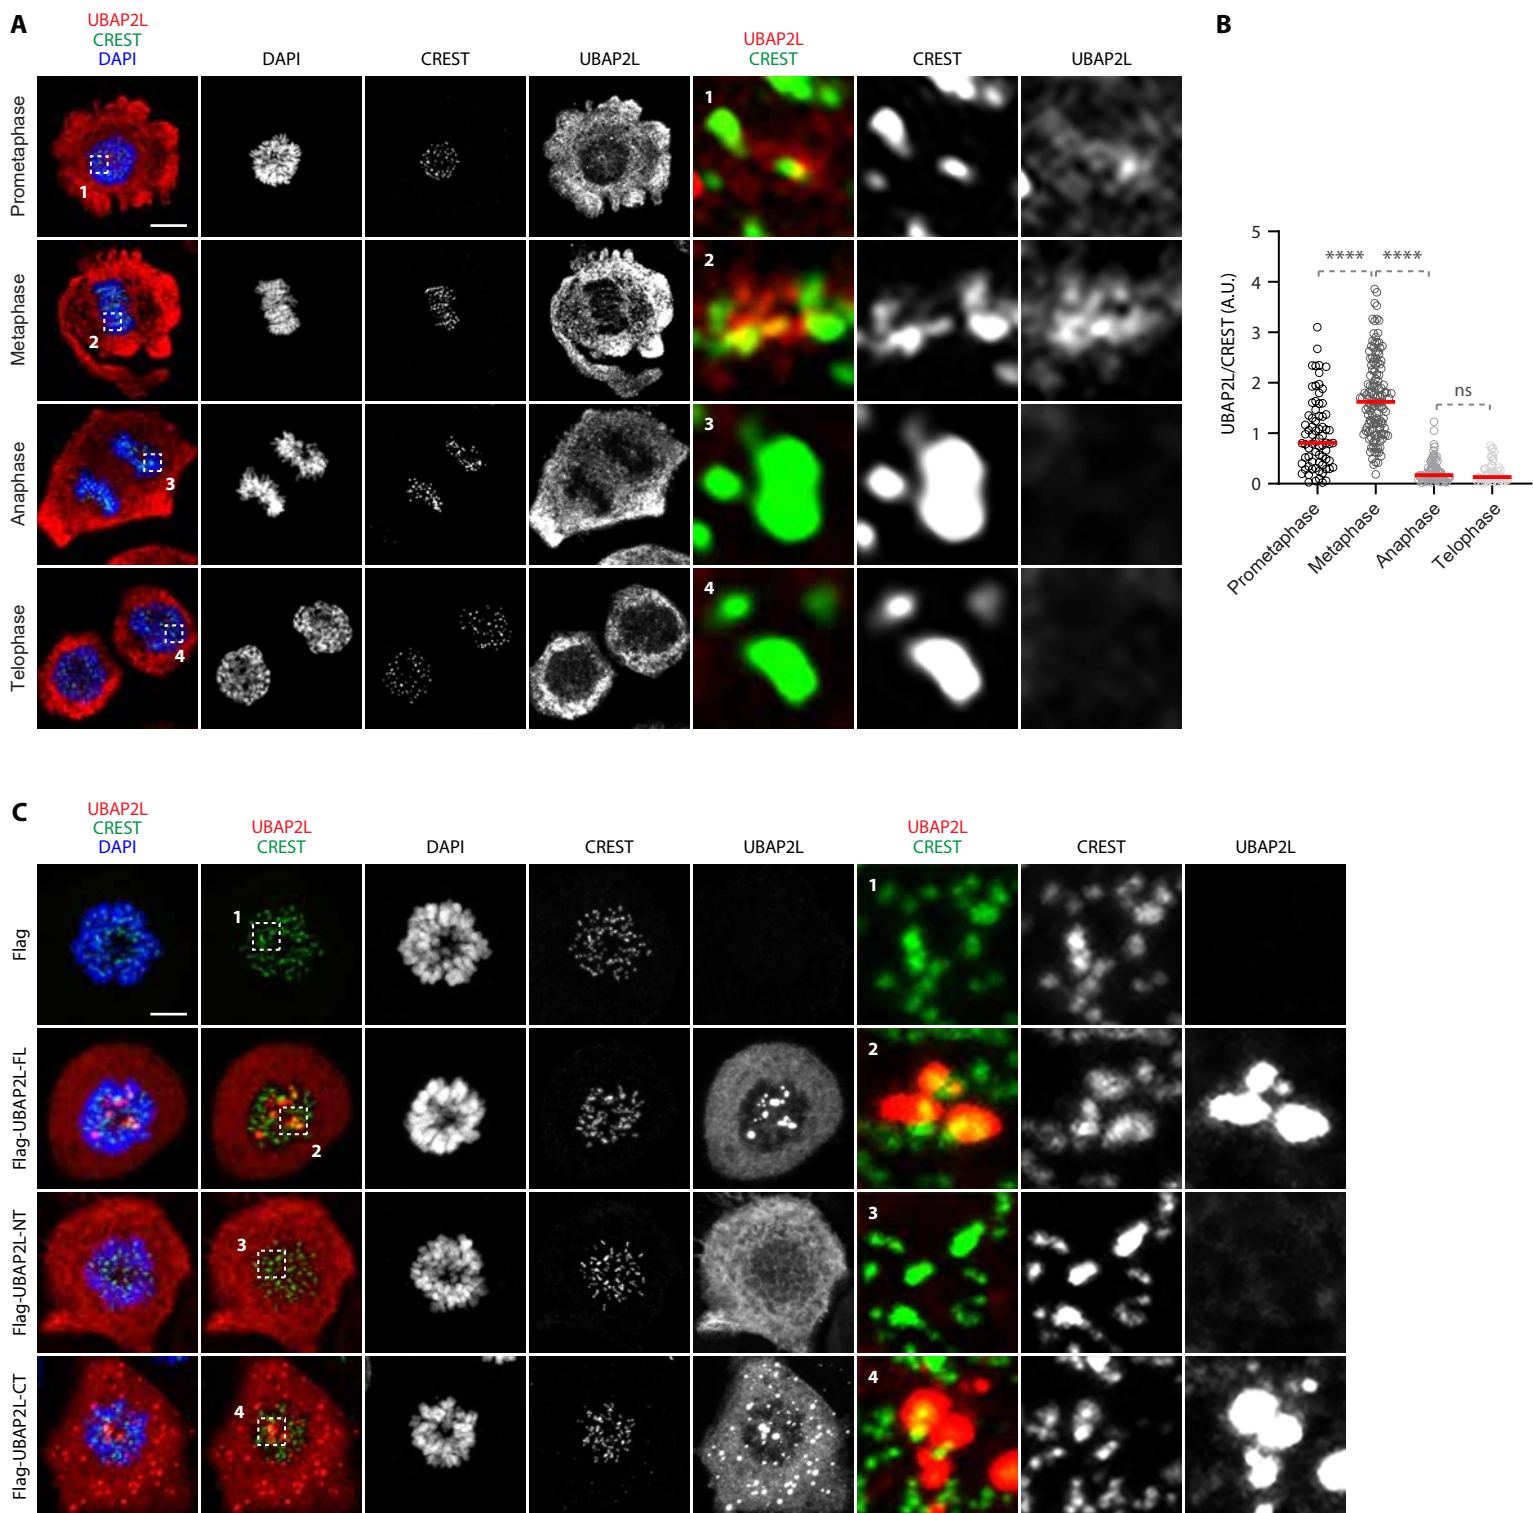 A
UBAP2L
CREST
DAPI
DAPI
CREST
UBAP2L
UBAP2L
CREST
CREST
UBAP2L
Prometaphase
1
1
Metaphase
2
2
Anaphase
3
3
Telophase
4
4
B
UBAP2L/CREST (A.U.)
5
4
3
2
1
0
****
****
ns
Prometaphase
Metaphase
Anaphase
Telophase
C
UBAP2L
CREST
DAPI
UBAP2L
CREST
DAPI
CREST
UBAP2L
UBAP2L
CREST
CREST
UBAP2L
Flag
1
1
Flag-UBAP2L-FL
2
2
Flag-UBAP2L-NT
3
3
Flag-UBAP2L-CT
4
4